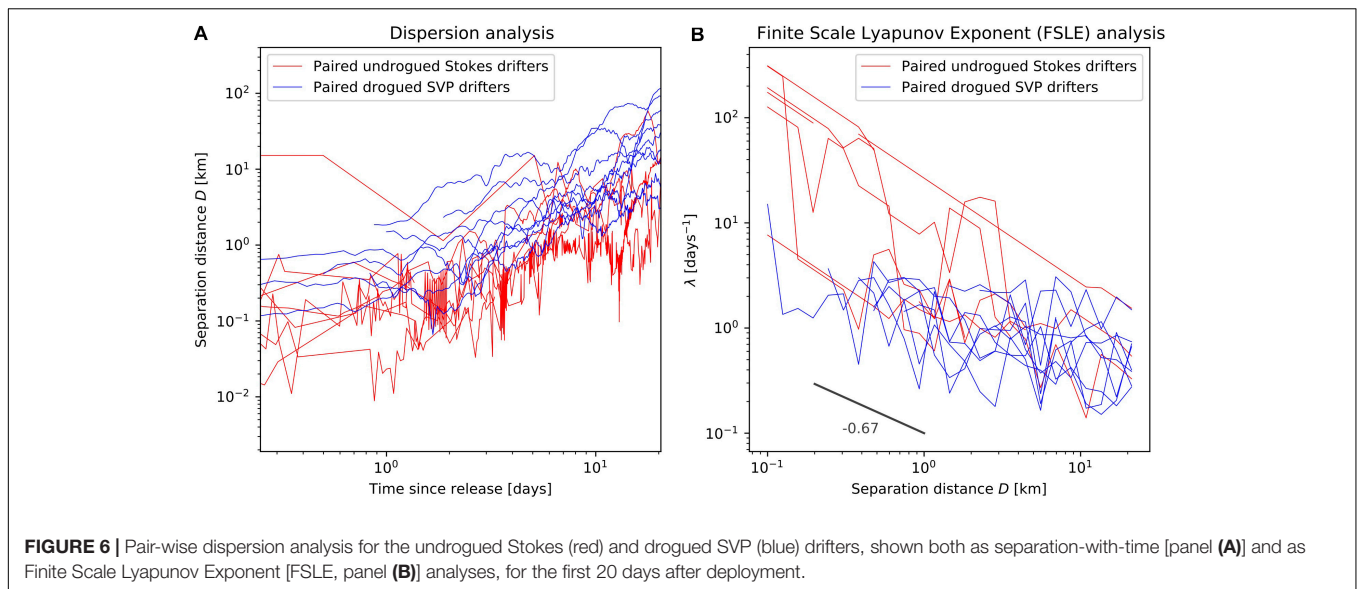 A
Dispersion analysis
Paired undrogued Stokes drifters
Paired drogued SVP drifters
10²
10¹
10⁰
10⁻¹
10⁻²
Separation distance D [km]
10⁰
10¹
Time since release [days]
B
Finite Scale Lyapunov Exponent (FSLE) analysis
Paired undrogued Stokes drifters
Paired drogued SVP drifters
10²
10¹
10⁰
10⁻¹
λ [days⁻¹]
-0.67
10⁻¹
10⁰
10¹
Separation distance D [km]
FIGURE 6 | Pair-wise dispersion analysis for the undrogued Stokes (red) and drogued SVP (blue) drifters, shown both as separation-with-time [panel (A)] and as
Finite Scale Lyapunov Exponent [FSLE, panel (B)] analyses, for the first 20 days after deployment.